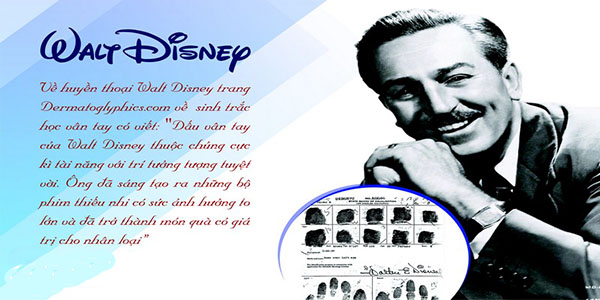 WALT DISNEY
Về huyền thoại Walt Disney trang
Dermatoglyphics.com về sinh trắc
học vân tay có viết: "Dấu vân tay
của Walt Disney thuộc chủng cực
kì tài năng với trí tưởng tượng tuyệt
vời. Ông đã sáng tạo ra những bộ
phim thiếu nhi có sức ảnh hưởng to
lớn và đã trở thành món quà có giá
trị cho nhân loại"